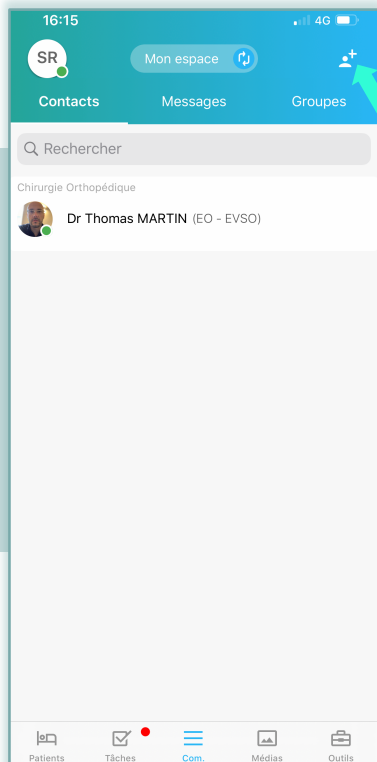 16:15
4G
SR
Mon espace
Contacts Messages Groupes
Rechercher
Chirurgie Orthopédique
Dr Thomas MARTIN (EO - EVSO)
Patients Tâches Com. Médias Outils